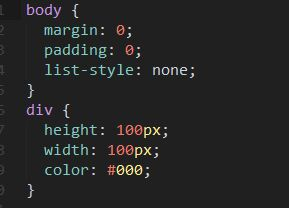 body {
margin: 0;
padding: 0;
list-style: none;
}
div {
height: 100px;
width: 100px;
color: #000;
}